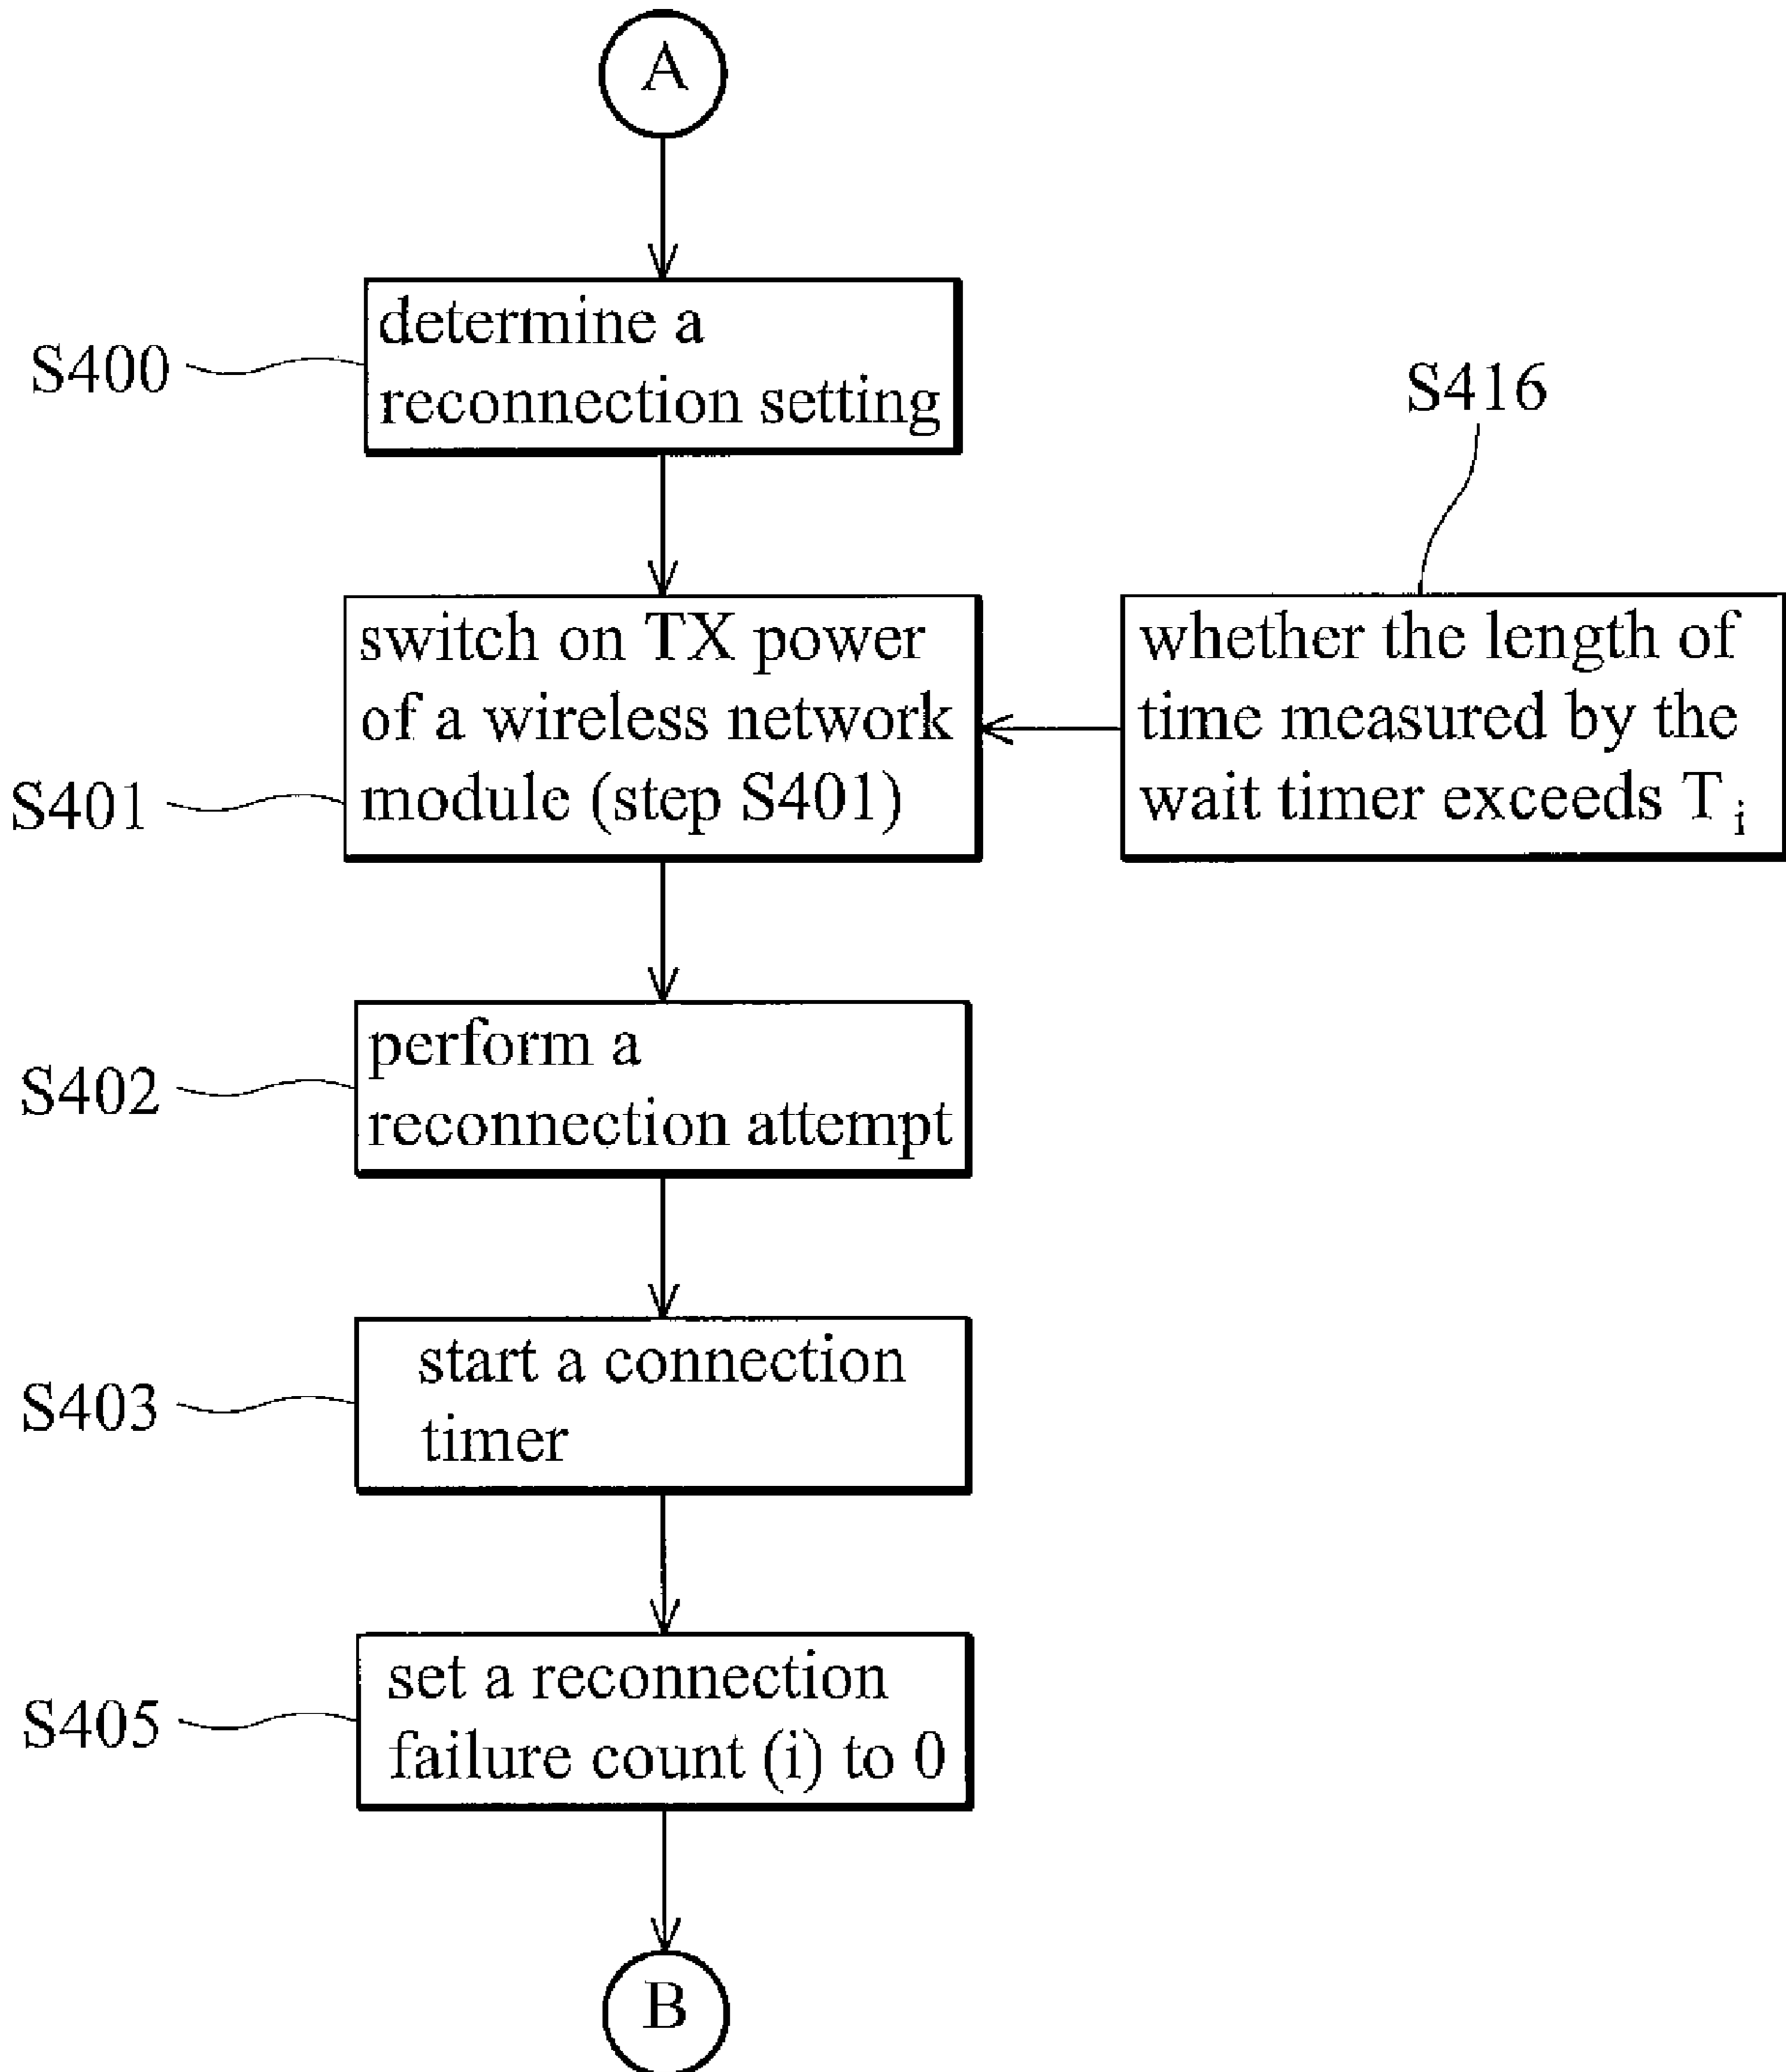 A
S400
determine a
reconnection setting
S416
S401
switch on TX power
of a wireless network
module (step S401)
whether the length of
time measured by the
wait timer exceeds T i
S402
perform a
reconnection attempt
S403
start a connection
timer
S405
set a reconnection
failure count (i) to 0
B